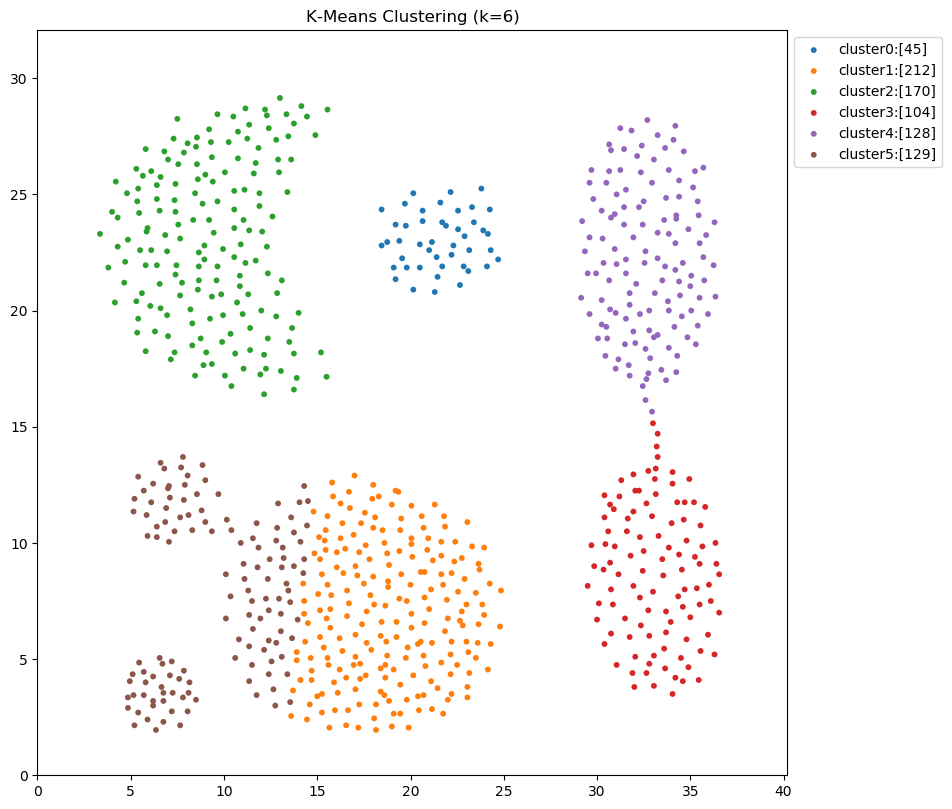 K-Means Clustering (k=6)
cluster0:[45]
cluster1:[212]
cluster2:[170]
cluster3:[104]
cluster4:[128]
cluster5:[129]
30
25
20
15
10
5
0
0 5 10 15 20 25 30 35 40